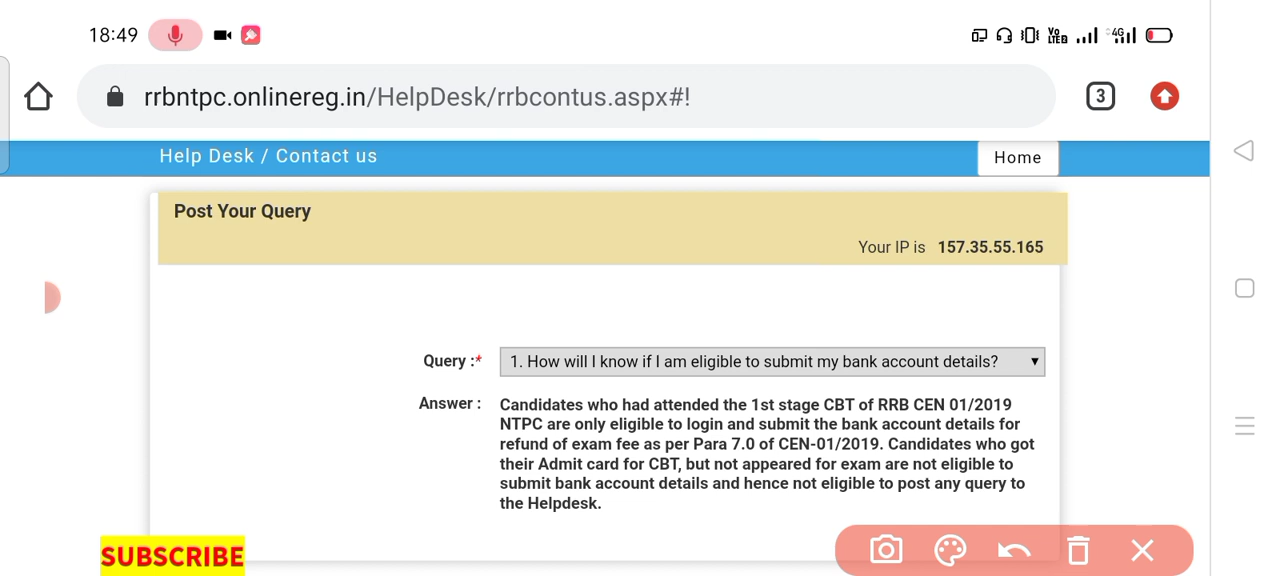 18:49
Vo LTE2 4G
rrbntpc.onlinereg.in/HelpDesk/rrbcontus.aspx#!
3
Help Desk / Contact us
Home
Post Your Query
Your IP is 157.35.55.165
Query :* 1. How will I know if I am eligible to submit my bank account details?
Answer : Candidates who had attended the 1st stage CBT of RRB CEN 01/2019
NTPC are only eligible to login and submit the bank account details for
refund of exam fee as per Para 7.0 of CEN-01/2019. Candidates who got
their Admit card for CBT, but not appeared for exam are not eligible to
submit bank account details and hence not eligible to post any query to
the Helpdesk.
SUBSCRIBE